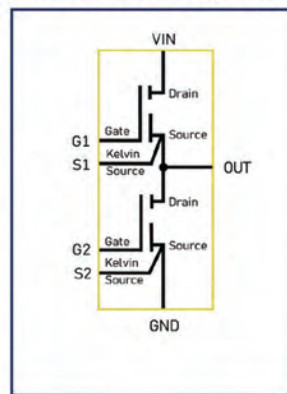 VIN
Drain
Gate
G1
Source
S1
Kelvin
Source
OUT
Drain
Gate
G2
Source
S2
Kelvin
Source
GND